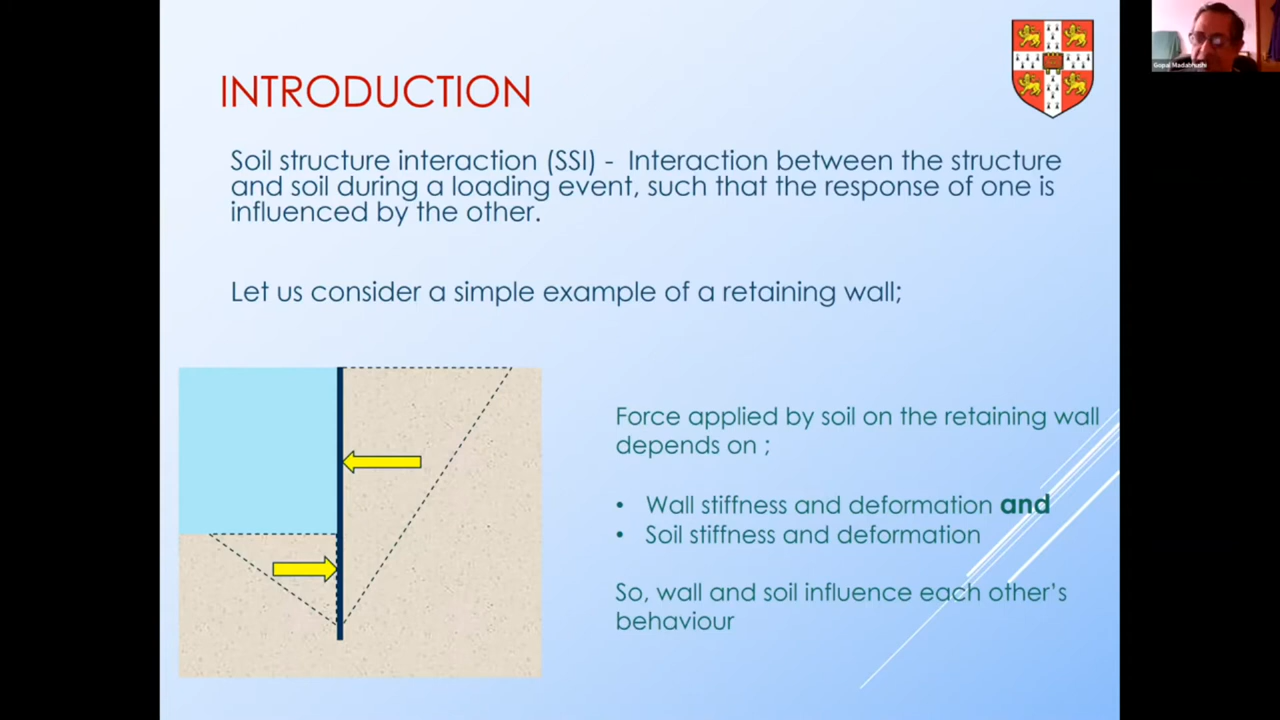 INTRODUCTION
Soil structure interaction (SSI) - Interaction between the structure
and soil during a loading event, such that the response of one is
influenced by the other.
Let us consider a simple example of a retaining wall;
Force applied by soil on the retaining wall
depends on ;
• Wall stiffness and deformation and
• Soil stiffness and deformation
So, wall and soil influence each other's
behaviour
Gopal Madabhushi